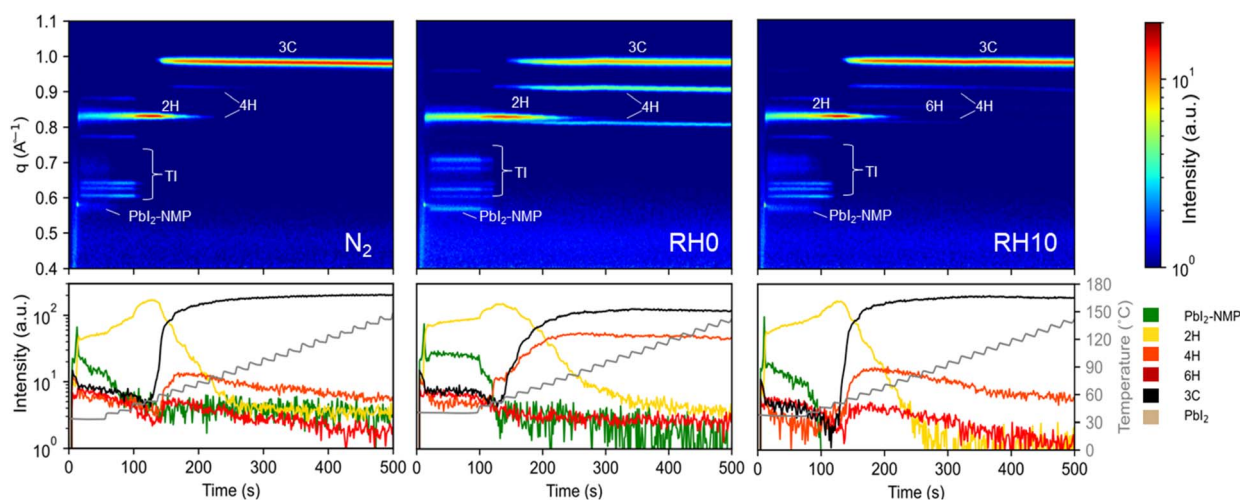 1.1
1.0
0.9
0.8
0.7
0.6
0.5
0.4
q (A⁻¹)
3C
2H
4H
TI
PbI₂-NMP
N₂
3C
2H
4H
TI
PbI₂-NMP
RH0
3C
2H
6H
4H
TI
PbI₂-NMP
RH10
10¹
10⁰
Intensity (a.u.)
Intensity (a.u.)
10²
10¹
10⁰
0 100 200 300 400 500
Time (s)
0 100 200 300 400 500
Time (s)
0 100 200 300 400 500
Time (s)
180
150
120
90
60
30
0
Temperature (°C)
PbI₂-NMP
2H
4H
6H
3C
PbI₂